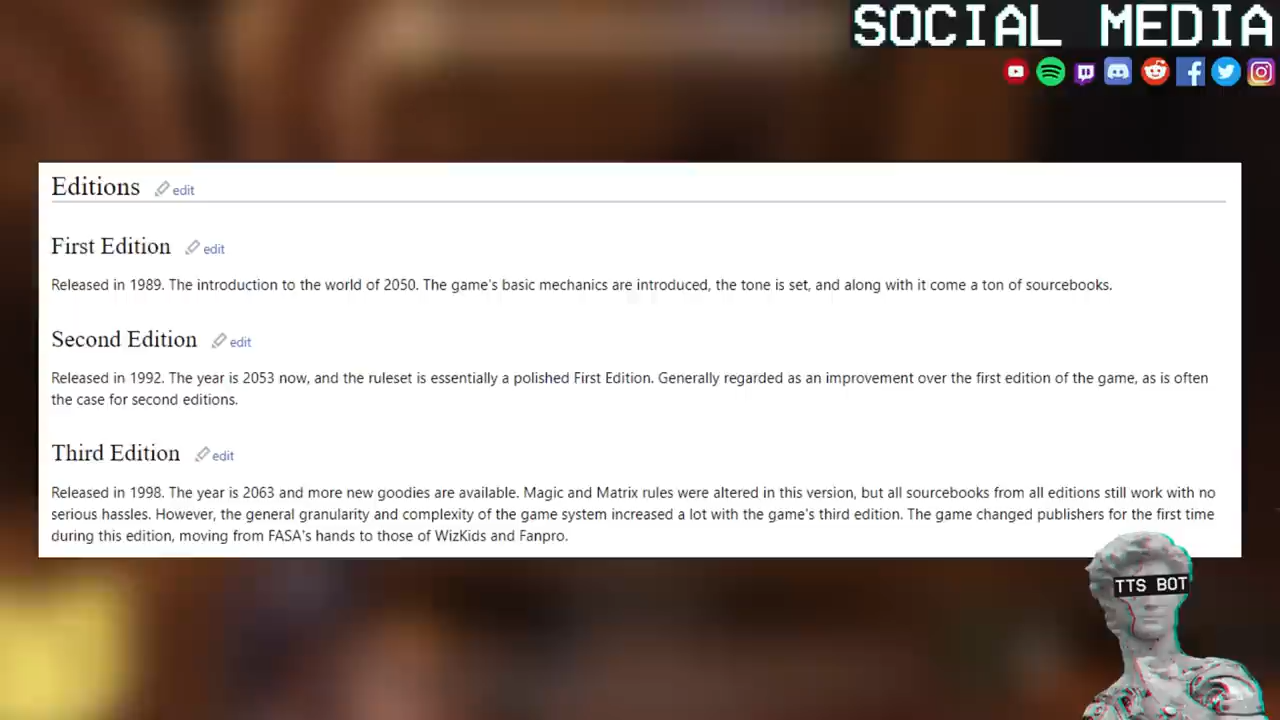 SOCIAL MEDIA
Editions edit
First Edition edit
Released in 1989. The introduction to the world of 2050. The game's basic mechanics are introduced, the tone is set, and along with it come a ton of sourcebooks.
Second Edition edit
Released in 1992. The year is 2053 now, and the ruleset is essentially a polished First Edition. Generally regarded as an improvement over the first edition of the game, as is often
the case for second editions.
Third Edition edit
Released in 1998. The year is 2063 and more new goodies are available. Magic and Matrix rules were altered in this version, but all sourcebooks from all editions still work with no
serious hassles. However, the general granularity and complexity of the game system increased a lot with the game's third edition. The game changed publishers for the first time
during this edition, moving from FASA's hands to those of WizKids and Fanpro.
TTS BOT